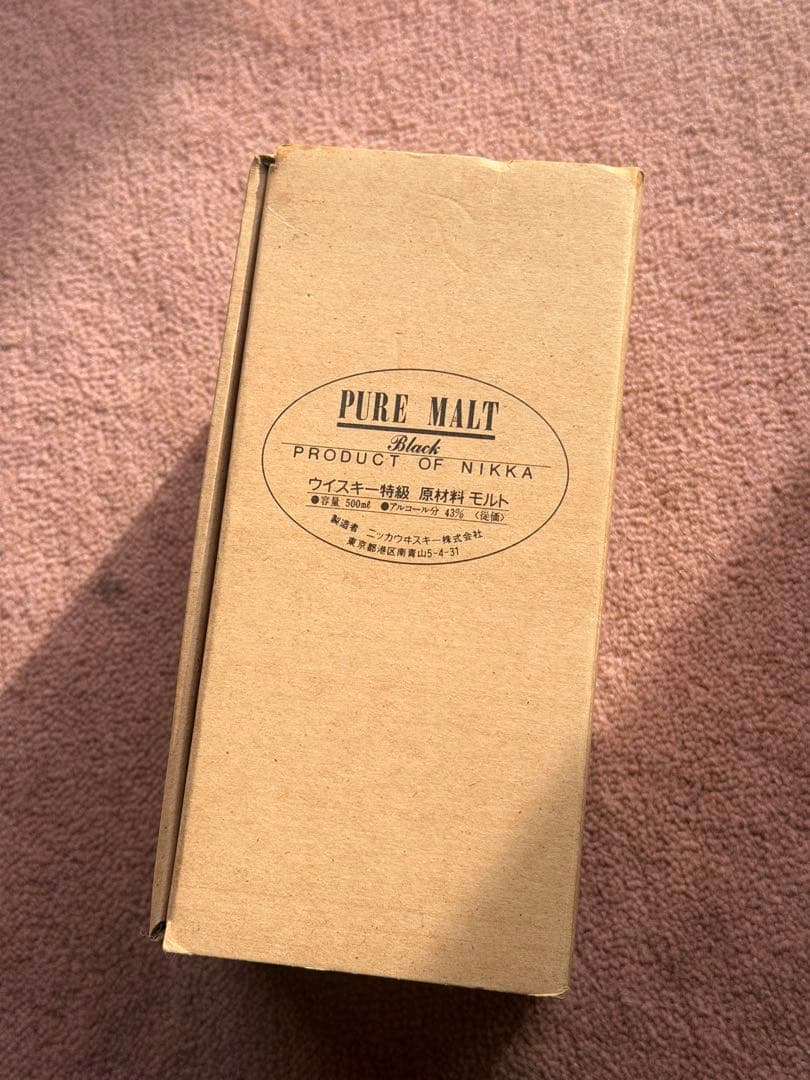 PURE MALT
Black
PRODUCT OF NIKKA
ウイスキー特級 原材料 モルト
●容量 500ml ●アルコール分 43% 〈従価〉
製造者 ニッカウヰスキー株式会社
東京都港区南青山5-4-31